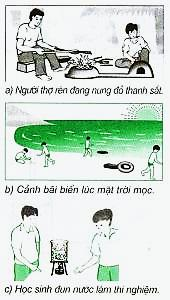 a) Người thợ rèn đang nung đỏ thanh sắt.
b) Cảnh bãi biển lúc mặt trời mọc.
c) Học sinh đun nước làm thí nghiệm.